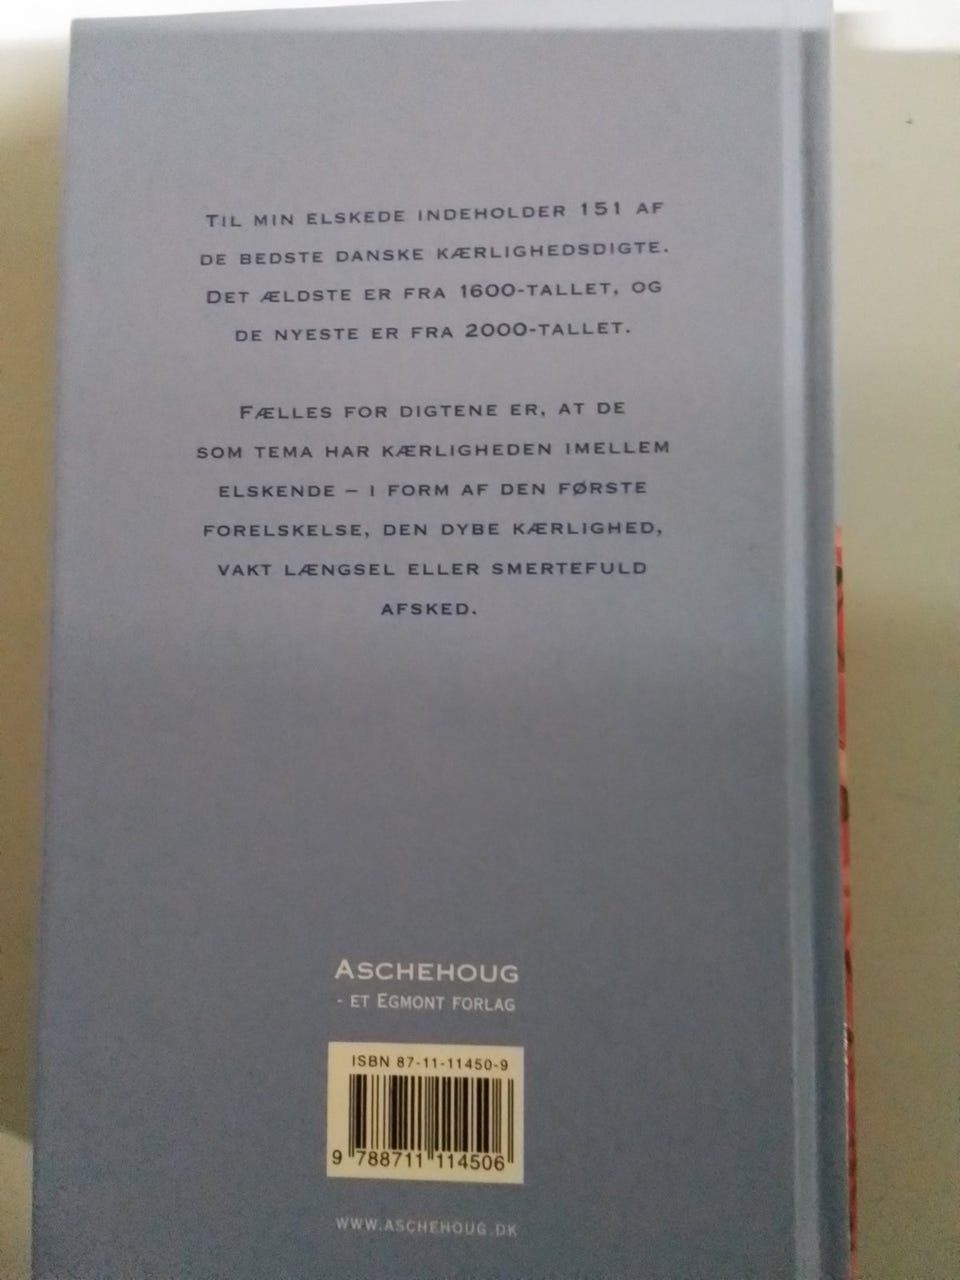 Til min elskede indeholder 151 af
de bedste danske kærlighedsdigte.
Det ældste er fra 1600-tallet, og
de nyeste er fra 2000-tallet.
Fælles for digtene er, at de
som tema har kærligheden imellem
elskende – i form af den første
forelskelse, den dybe kærlighed,
vakt længsel eller smertefuld
afsked.
Aschehoug
- et Egmont forlag
ISBN 87-11-11450-9
9 788711 114506
www.aschehoug.dk